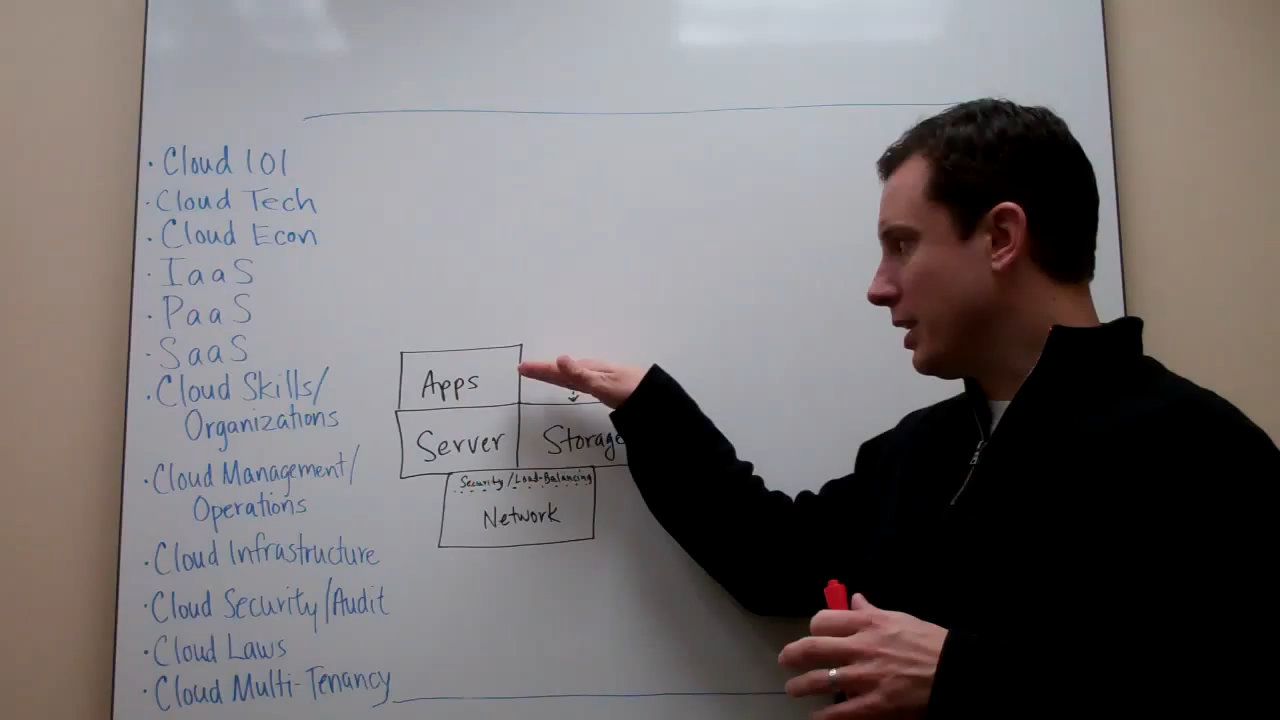 · Cloud 101
· Cloud Tech
· Cloud Econ
· IaaS
· PaaS
· SaaS
· Cloud Skills/
Organizations
· Cloud Management/
Operations
· Cloud Infrastructure
· Cloud Security/Audit
· Cloud Laws
· Cloud Multi-Tenancy
Apps
Server
Storage
Security/Load-Balancing
Network